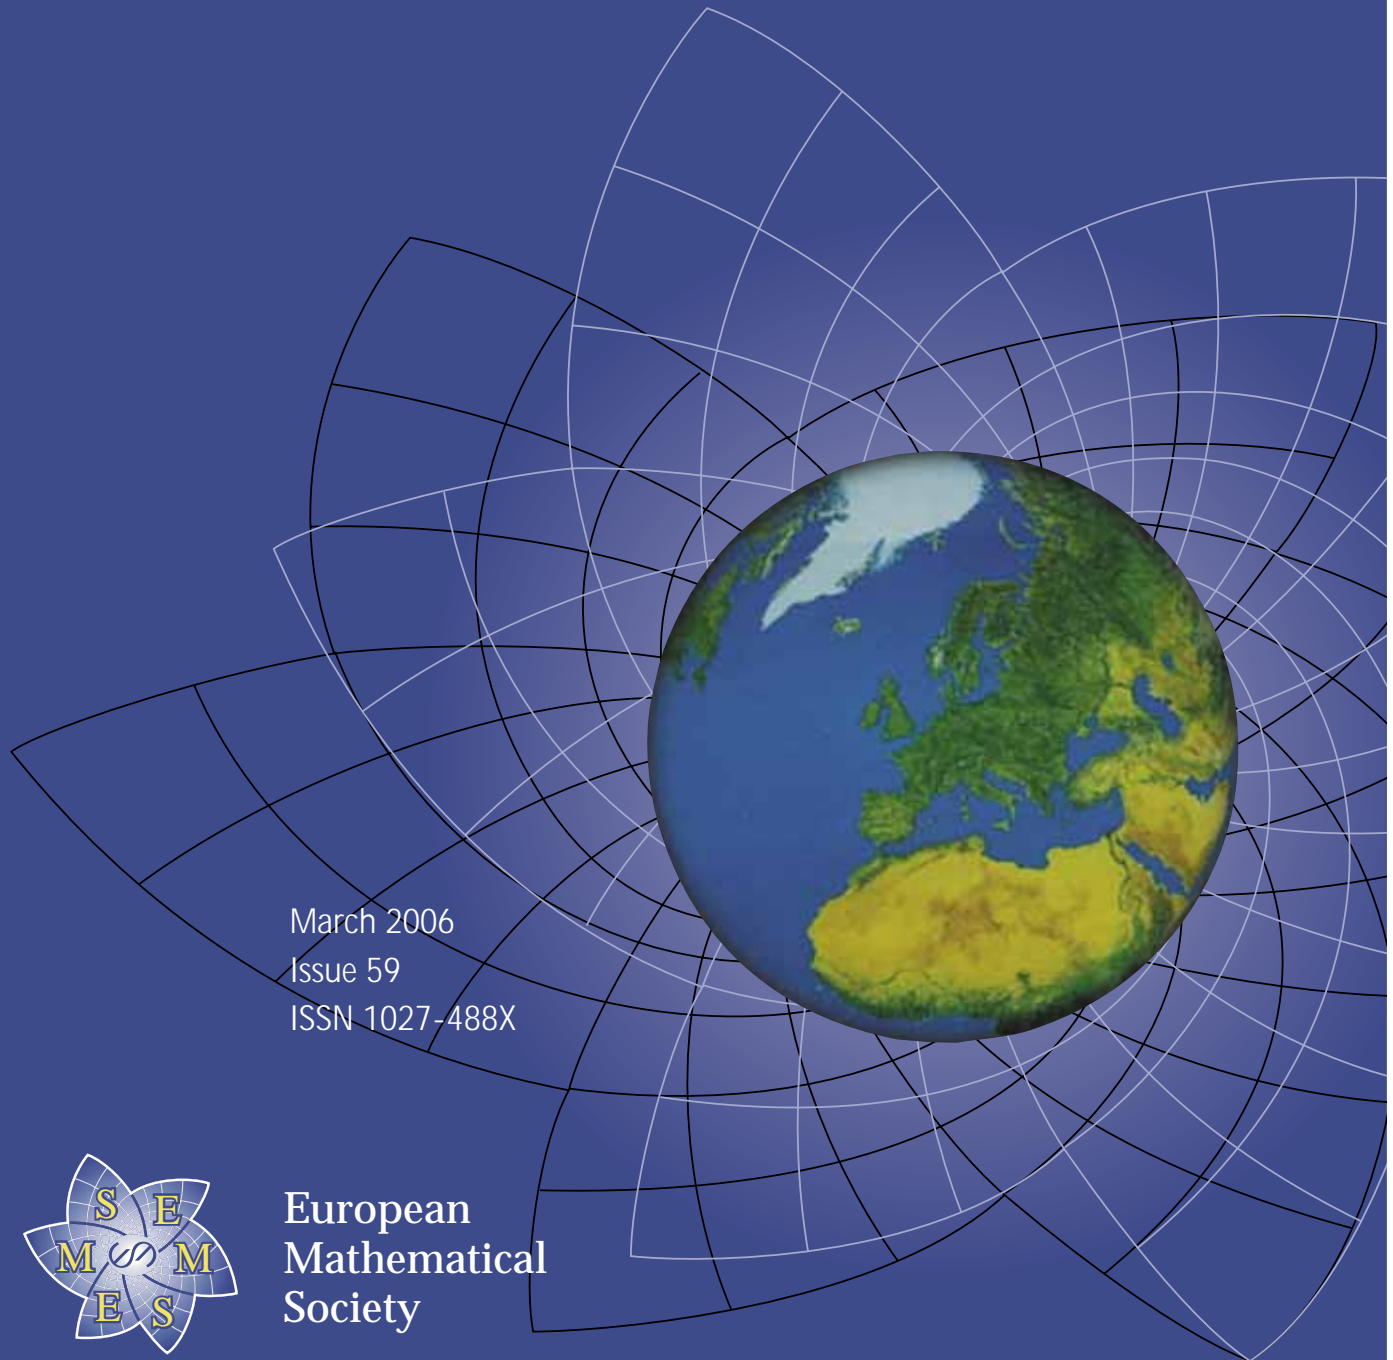 March 2006
Issue 59
ISSN 1027-488X
S E
M M
E S
European
Mathematical
Society